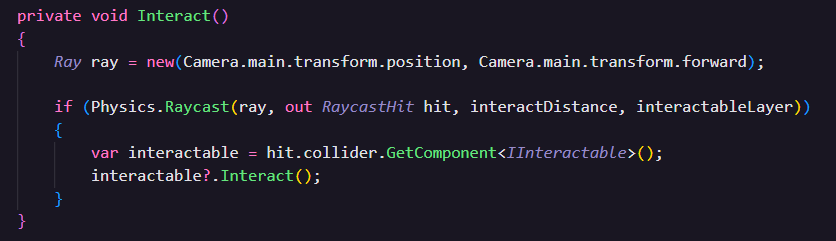 private void Interact()
{
    Ray ray = new(Camera.main.transform.position, Camera.main.transform.forward);

    if (Physics.Raycast(ray, out RaycastHit hit, interactDistance, interactableLayer))
    {
        var interactable = hit.collider.GetComponent<IInteractable>();
        interactable?.Interact();
    }
}